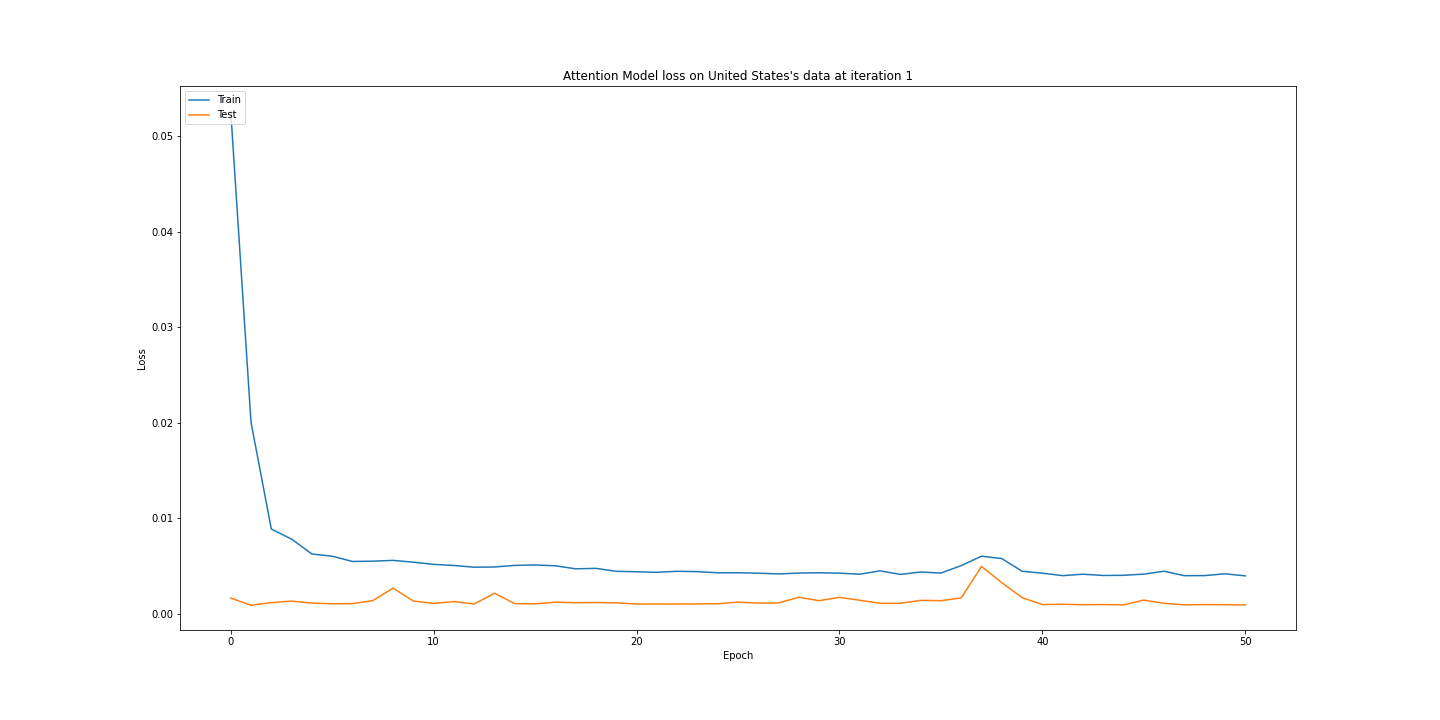 Attention Model loss on United States's data at iteration 1
Train
Test
0.05
0.04
0.03
0.02
0.01
0.00
Loss
0 10 20 30 40 50
Epoch